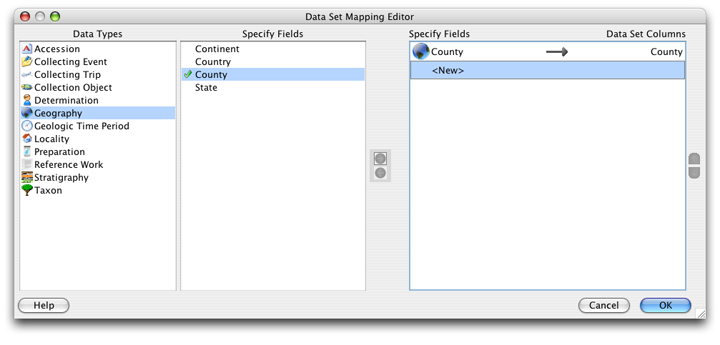 Data Set Mapping Editor
Data Types
Accession
Collecting Event
Collecting Trip
Collection Object
Determination
Geography
Geologic Time Period
Locality
Preparation
Reference Work
Stratigraphy
Taxon
Specify Fields
Continent
Country
County
State
Specify Fields Data Set Columns
County County
<New>
Help Cancel OK